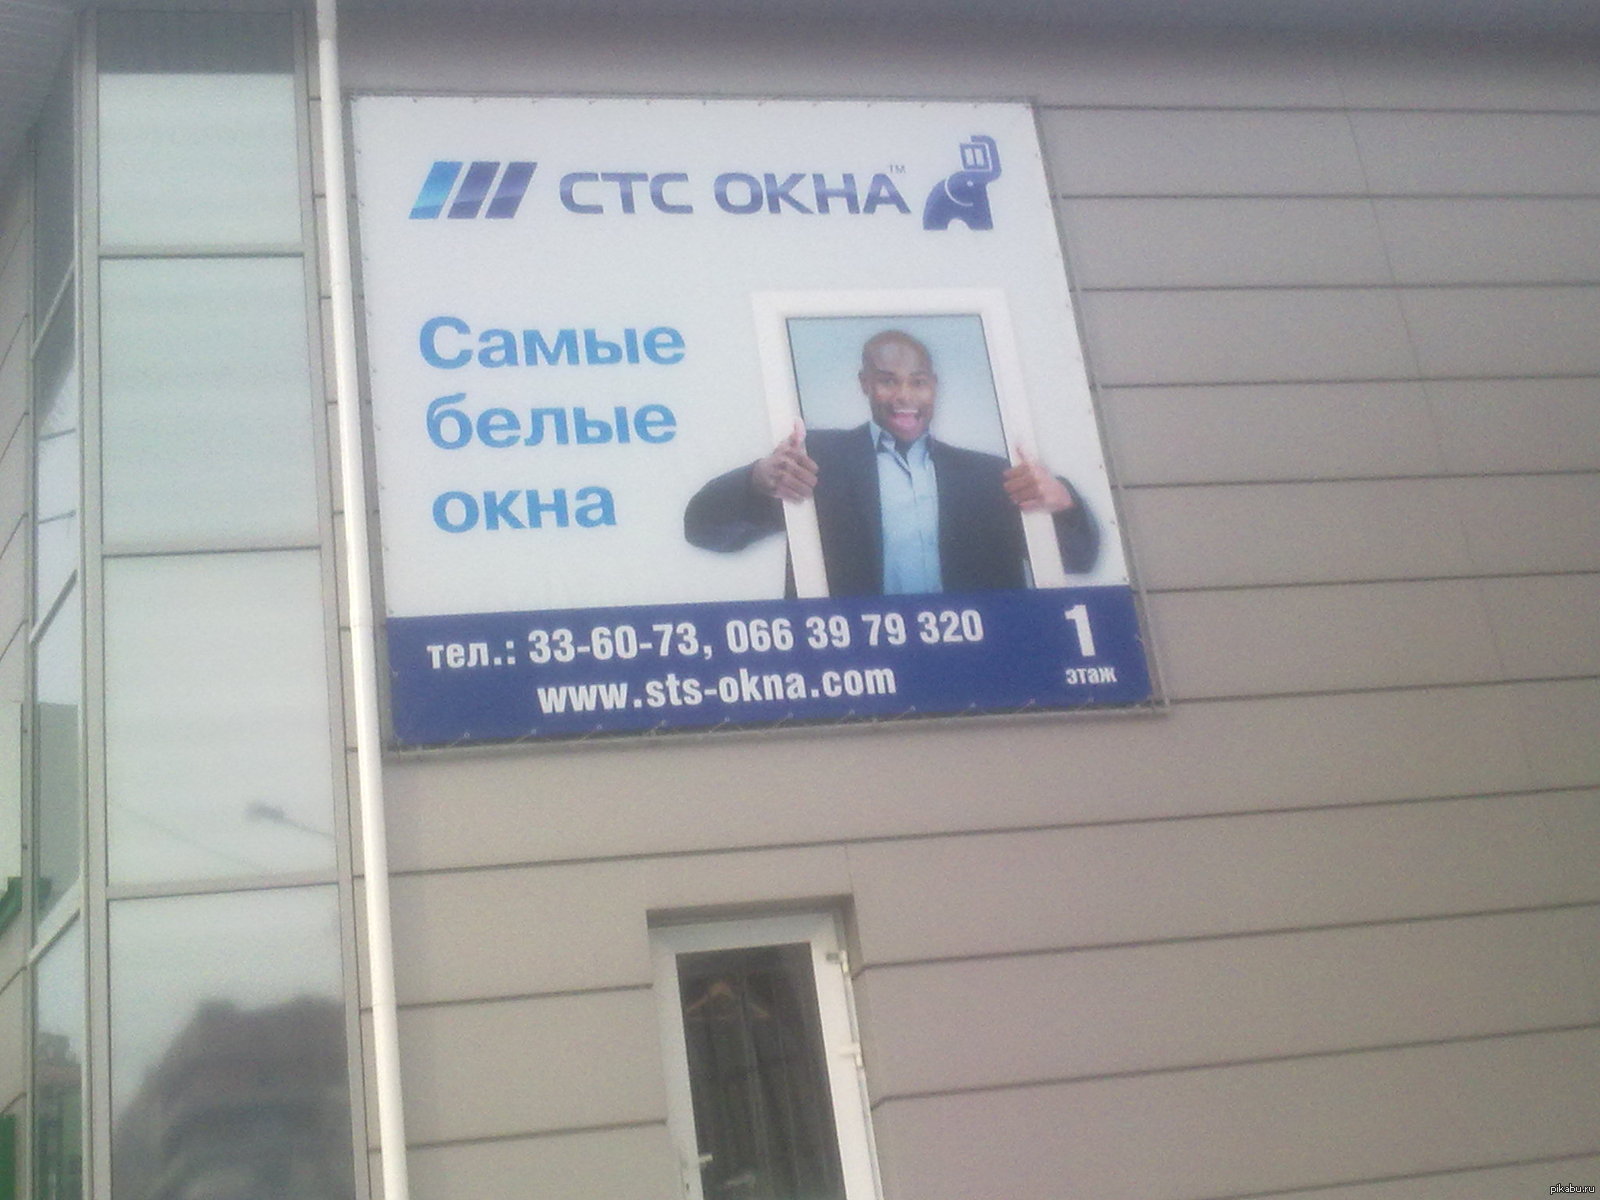 СТС ОКНА™
Самые
белые
окна
тел.: 33-60-73, 066 39 79 320
www.sts-okna.com
1
этаж
pikabu.ru